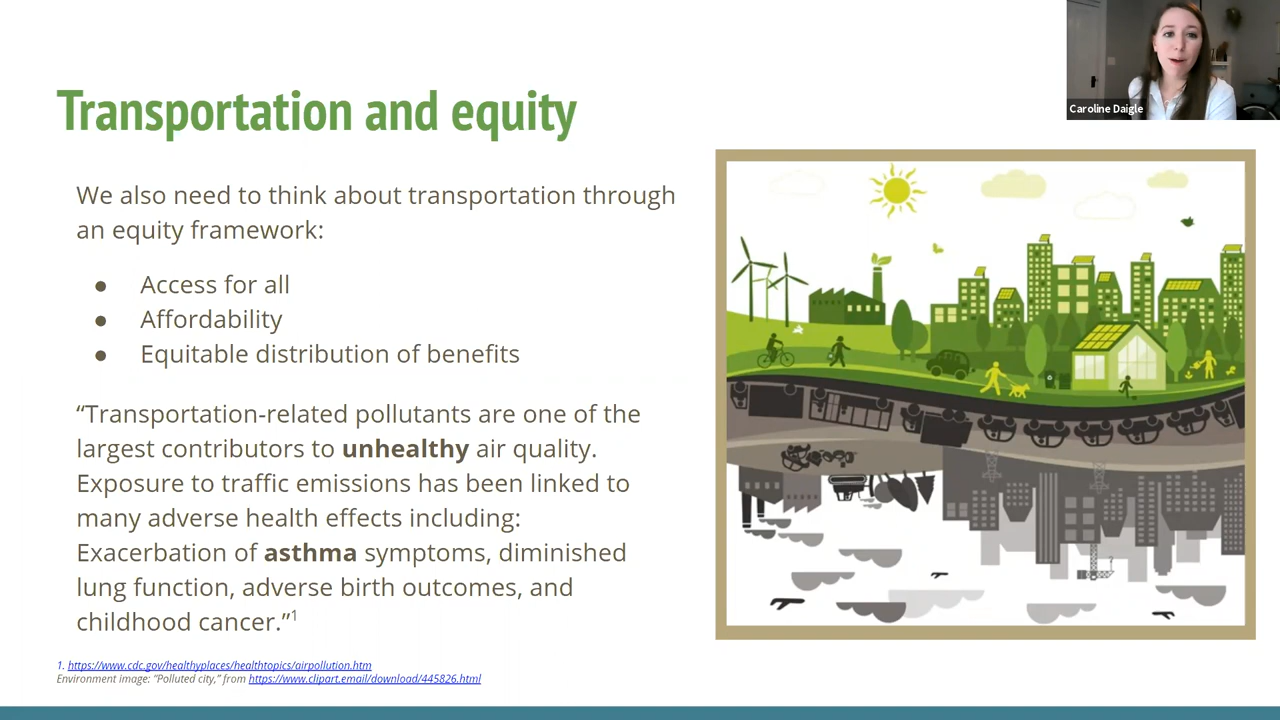 Caroline Daigle
Transportation and equity
We also need to think about transportation through
an equity framework:
● Access for all
● Affordability
● Equitable distribution of benefits
“Transportation-related pollutants are one of the
largest contributors to unhealthy air quality.
Exposure to traffic emissions has been linked to
many adverse health effects including:
Exacerbation of asthma symptoms, diminished
lung function, adverse birth outcomes, and
childhood cancer.”1
1. https://www.cdc.gov/healthyplaces/healthtopics/airpollution.htm
Environment image: “Polluted city,” from https://www.clipart.email/download/445826.html